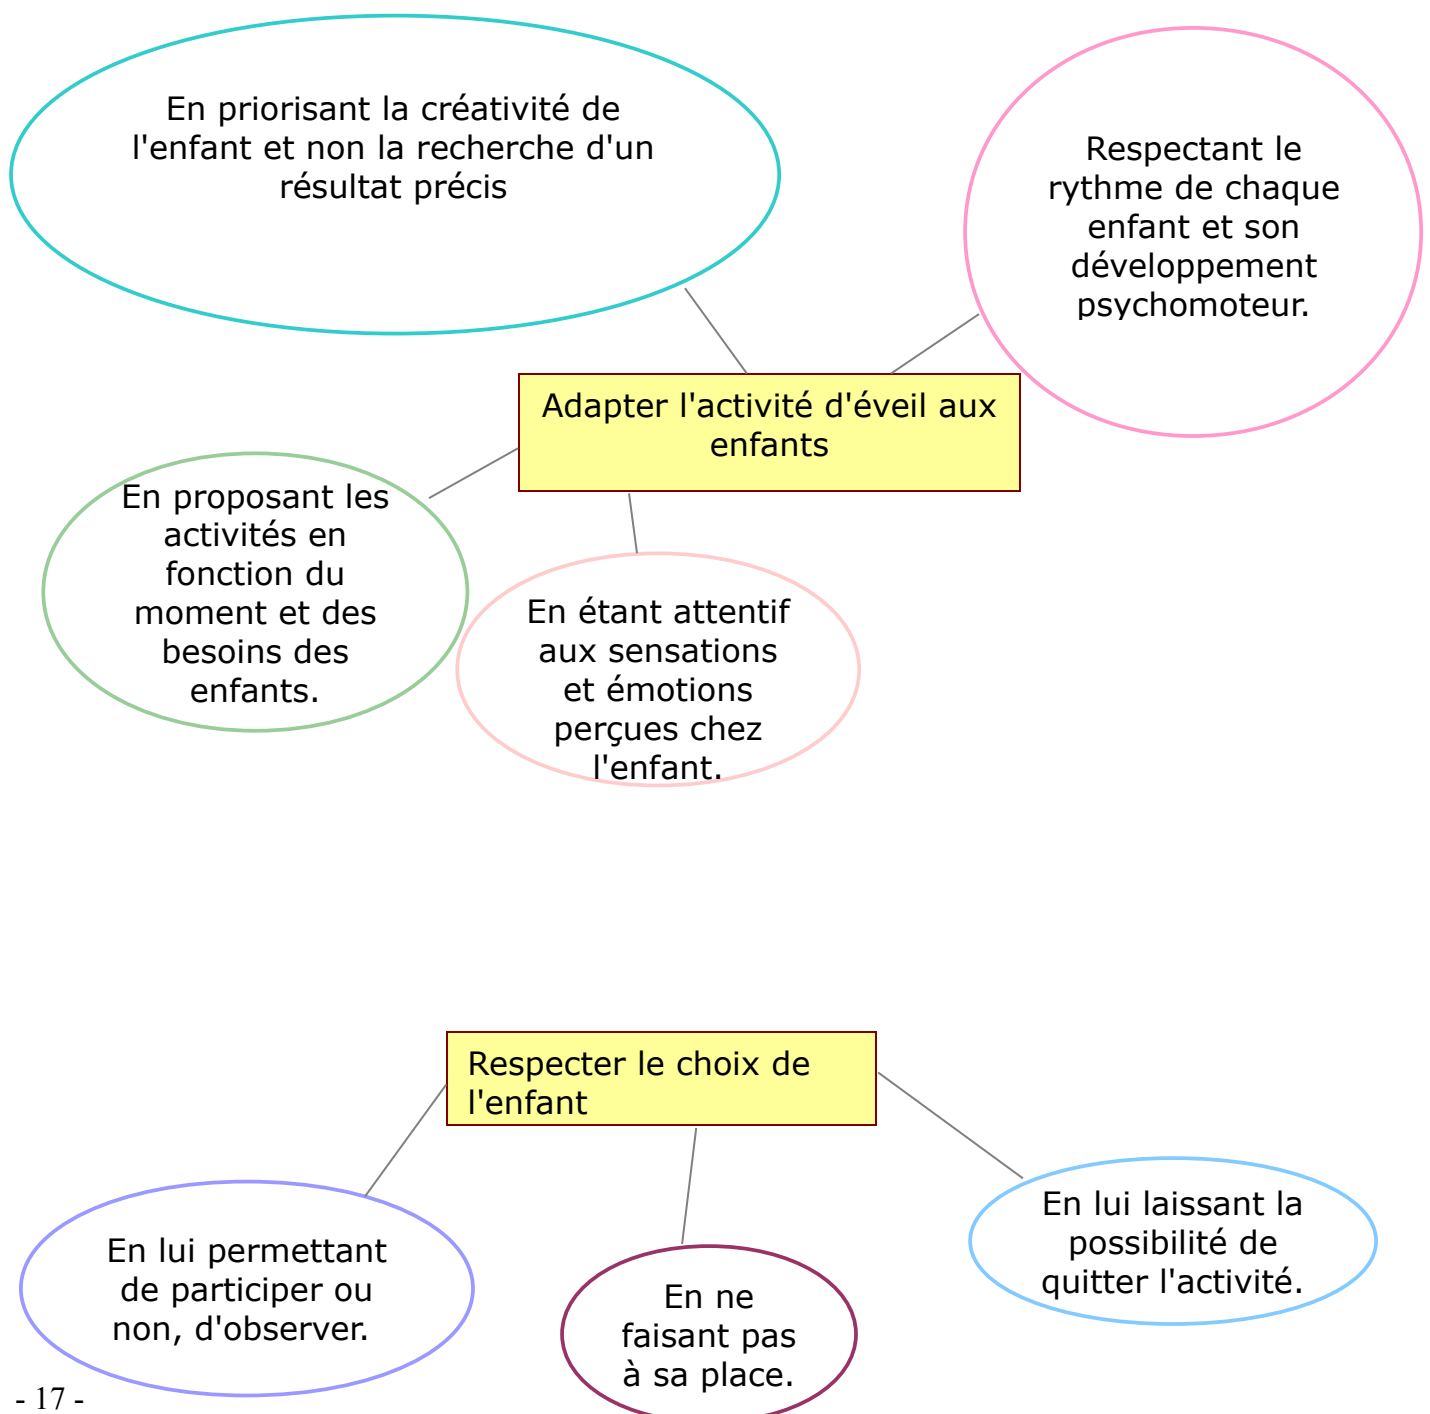 En priorisant la créativité de
l'enfant et non la recherche d'un
résultat précis
Respectant le
rythme de chaque
enfant et son
développement
psychomoteur.
Adapter l'activité d'éveil aux
enfants
En proposant les
activités en
fonction du
moment et des
besoins des
enfants.
En étant attentif
aux sensations
et émotions
perçues chez
l'enfant.
Respecter le choix de
l'enfant
En lui permettant
de participer ou
non, d'observer.
En ne
faisant pas
à sa place.
En lui laissant la
possibilité de
quitter l'activité.
- 17 -